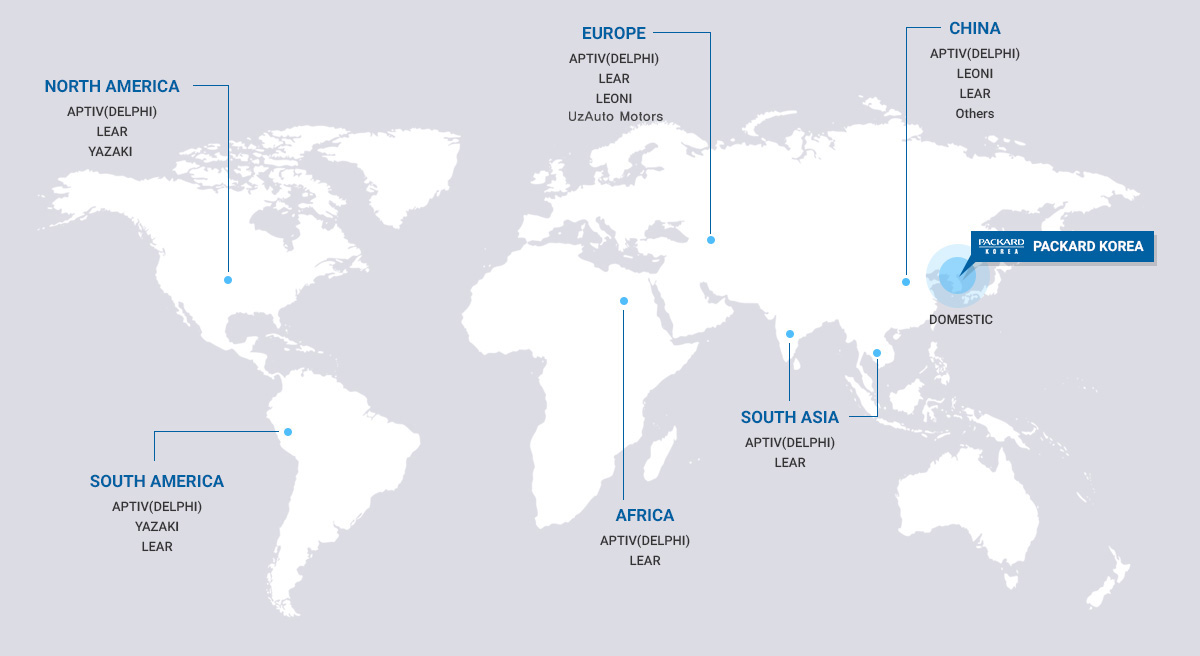 EUROPE
APTIV(DELPHI)
LEAR
LEONI
UzAuto Motors
CHINA
APTIV(DELPHI)
LEONI
LEAR
Others
NORTH AMERICA
APTIV(DELPHI)
LEAR
YAZAKI
PACKARD
KOREA
PACKARD KOREA
DOMESTIC
SOUTH ASIA
APTIV(DELPHI)
LEAR
SOUTH AMERICA
APTIV(DELPHI)
YAZAKI
LEAR
AFRICA
APTIV(DELPHI)
LEAR